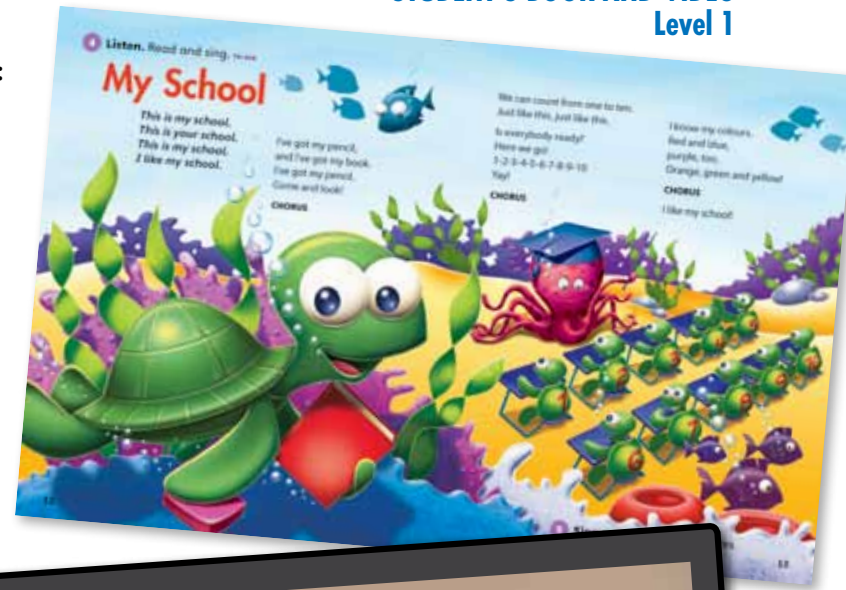 STUDENT'S BOOK AND VIDEO
Level 1
:
4 Listen. Read and sing.
My School
This is my school.
This is your school.
This is my school.
I like my school.
I've got my pencil,
and I've got my book.
I've got my pencil.
Come and look!
CHORUS
We can count from one to ten.
Just like this, just like this.
Is everybody ready?
Here we go!
1-2-3-4-5-6-7-8-9-10
Yay!
CHORUS
I know my colours.
Red and blue,
purple, too.
Orange, green and yellow!
CHORUS
I like my school!
12
13